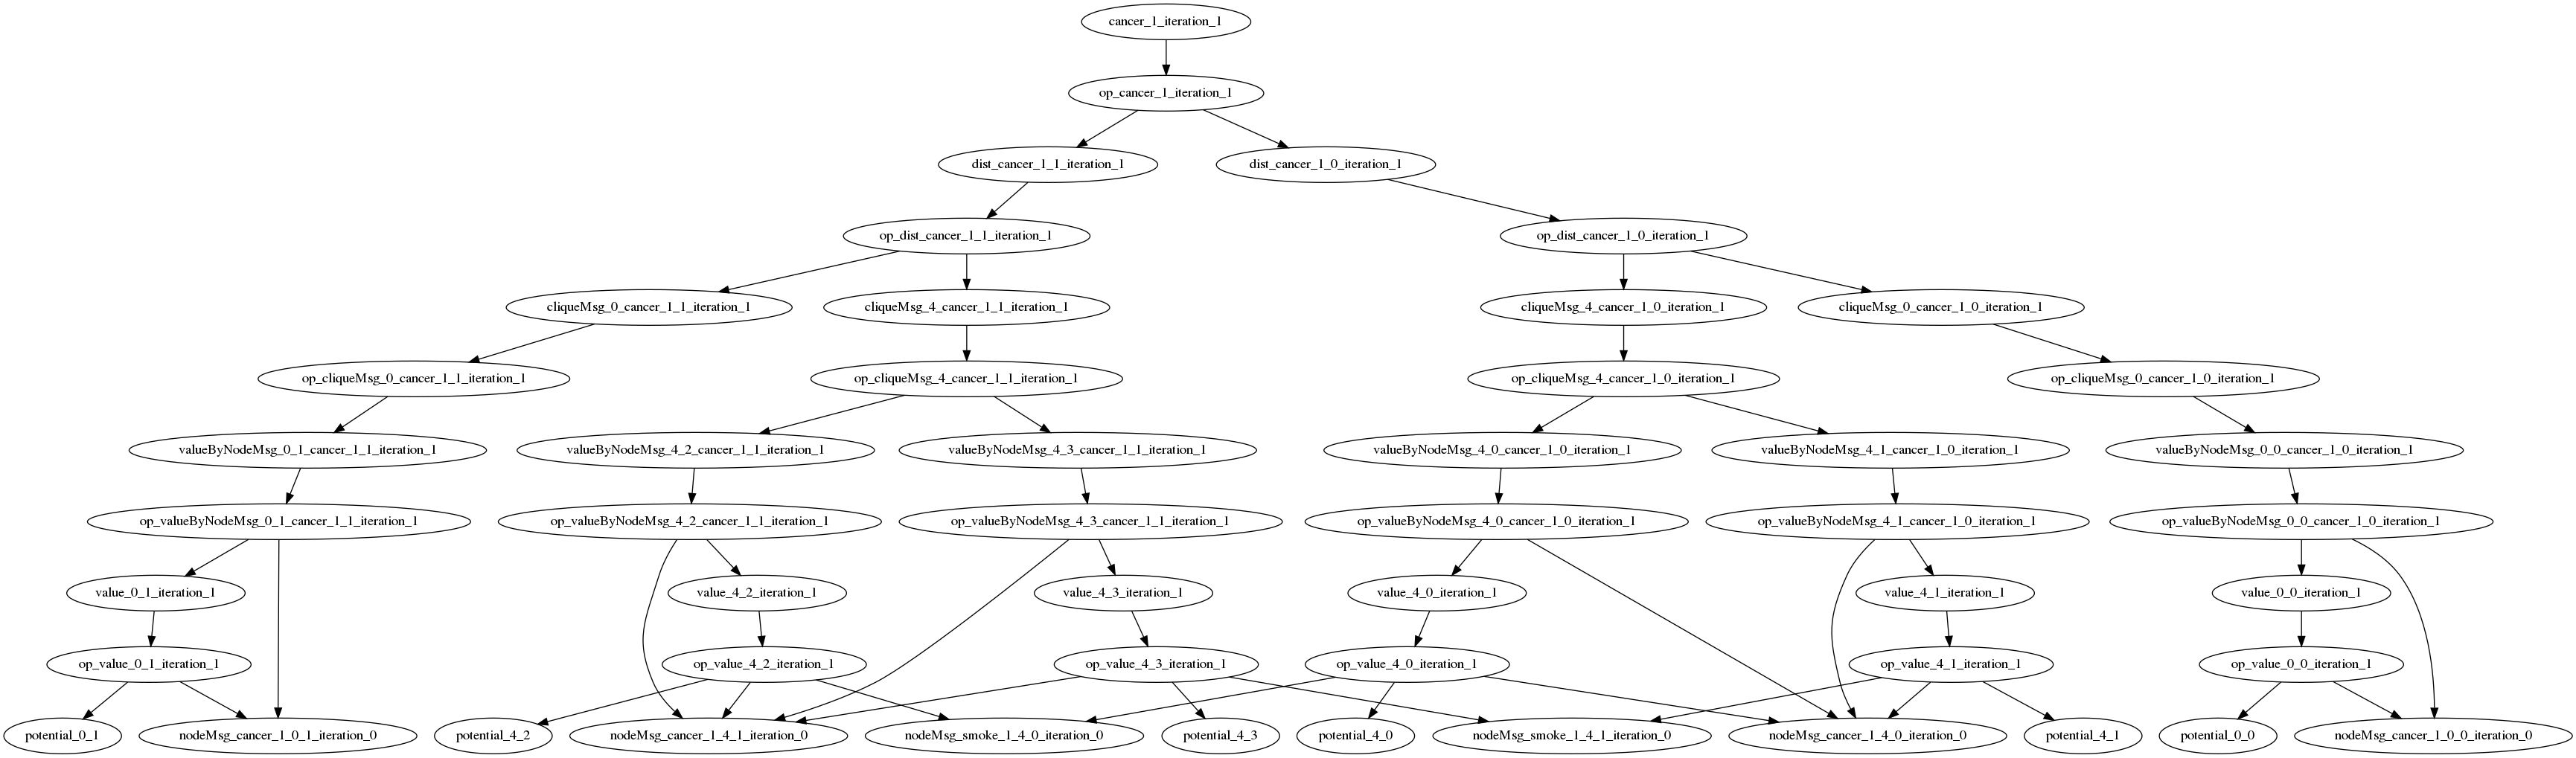 cancer_1_iteration_1
op_cancer_1_iteration_1
dist_cancer_1_1_iteration_1
dist_cancer_1_0_iteration_1
op_dist_cancer_1_1_iteration_1
op_dist_cancer_1_0_iteration_1
cliqueMsg_0_cancer_1_1_iteration_1
cliqueMsg_4_cancer_1_1_iteration_1
cliqueMsg_4_cancer_1_0_iteration_1
cliqueMsg_0_cancer_1_0_iteration_1
op_cliqueMsg_0_cancer_1_1_iteration_1
op_cliqueMsg_4_cancer_1_1_iteration_1
op_cliqueMsg_4_cancer_1_0_iteration_1
op_cliqueMsg_0_cancer_1_0_iteration_1
valueByNodeMsg_0_1_cancer_1_1_iteration_1
valueByNodeMsg_4_2_cancer_1_1_iteration_1
valueByNodeMsg_4_3_cancer_1_1_iteration_1
valueByNodeMsg_4_0_cancer_1_0_iteration_1
valueByNodeMsg_4_1_cancer_1_0_iteration_1
valueByNodeMsg_0_0_cancer_1_0_iteration_1
op_valueByNodeMsg_0_1_cancer_1_1_iteration_1
op_valueByNodeMsg_4_2_cancer_1_1_iteration_1
op_valueByNodeMsg_4_3_cancer_1_1_iteration_1
op_valueByNodeMsg_4_0_cancer_1_0_iteration_1
op_valueByNodeMsg_4_1_cancer_1_0_iteration_1
op_valueByNodeMsg_0_0_cancer_1_0_iteration_1
value_0_1_iteration_1
value_4_2_iteration_1
value_4_3_iteration_1
value_4_0_iteration_1
value_4_1_iteration_1
value_0_0_iteration_1
op_value_0_1_iteration_1
op_value_4_2_iteration_1
op_value_4_3_iteration_1
op_value_4_0_iteration_1
op_value_4_1_iteration_1
op_value_0_0_iteration_1
potential_0_1
nodeMsg_cancer_1_0_1_iteration_0
potential_4_2
nodeMsg_cancer_1_4_1_iteration_0
nodeMsg_smoke_1_4_0_iteration_0
potential_4_3
potential_4_0
nodeMsg_smoke_1_4_1_iteration_0
nodeMsg_cancer_1_4_0_iteration_0
potential_4_1
potential_0_0
nodeMsg_cancer_1_0_0_iteration_0